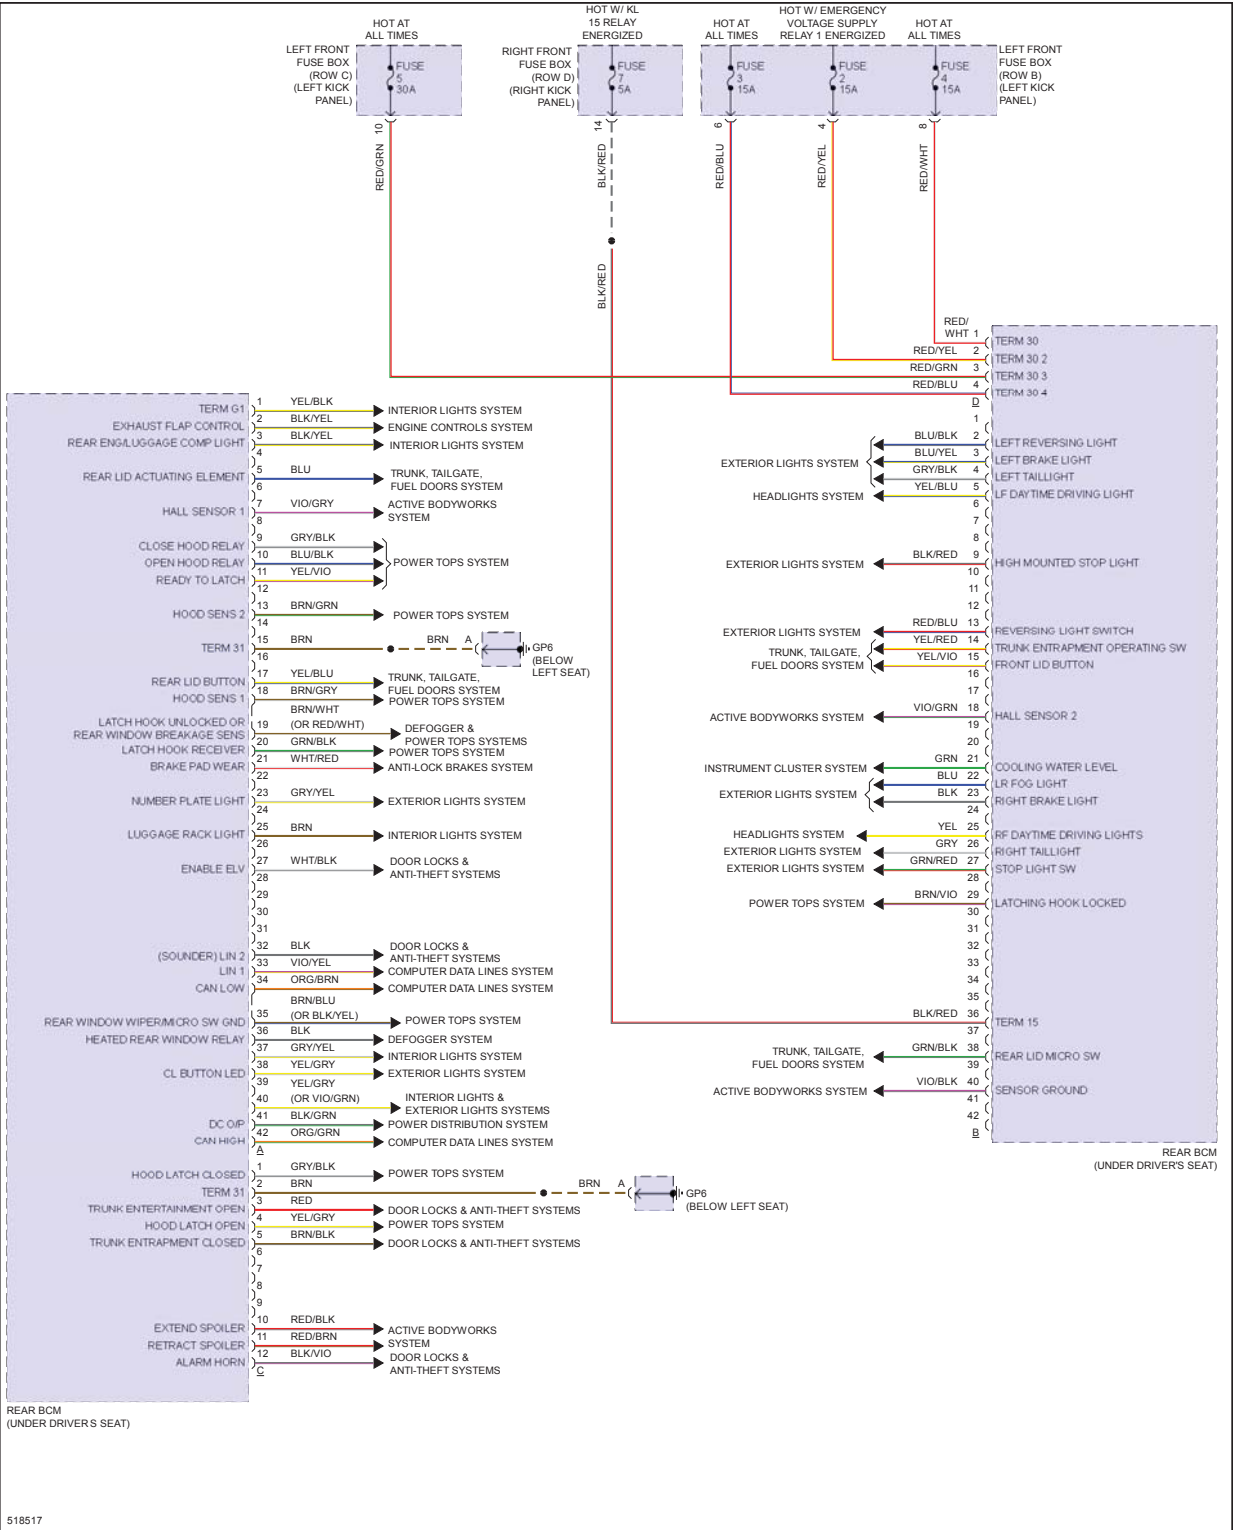 HOT AT
ALL TIMES
HOT W/ KL
15 RELAY
ENERGIZED
HOT AT
ALL TIMES
HOT W/ EMERGENCY
VOLTAGE SUPPLY
RELAY 1 ENERGIZED
HOT AT
ALL TIMES
LEFT FRONT
FUSE BOX
(ROW C)
(LEFT KICK
PANEL)
FUSE
5
30A
RIGHT FRONT
FUSE BOX
(ROW D)
(RIGHT KICK
PANEL)
FUSE
7
5A
FUSE
3
15A
FUSE
2
15A
FUSE
4
15A
LEFT FRONT
FUSE BOX
(ROW B)
(LEFT KICK
PANEL)
10
14
6
4
8
RED/GRN
BLK/RED
RED/BLU
RED/YEL
RED/WHT
BLK/RED
RED/
WHT 1 TERM 30
RED/YEL 2 TERM 30 2
RED/GRN 3 TERM 30 3
RED/BLU 4 TERM 30 4
D
1
EXTERIOR LIGHTS SYSTEM
BLU/BLK 2 LEFT REVERSING LIGHT
BLU/YEL 3 LEFT BRAKE LIGHT
GRY/BLK 4 LEFT TAILLIGHT
HEADLIGHTS SYSTEM YEL/BLU 5 LF DAYTIME DRIVING LIGHT
6
7
8
EXTERIOR LIGHTS SYSTEM BLK/RED 9 HIGH MOUNTED STOP LIGHT
10
11
12
EXTERIOR LIGHTS SYSTEM RED/BLU 13 REVERSING LIGHT SWITCH
TRUNK, TAILGATE,
FUEL DOORS SYSTEM
YEL/RED 14 TRUNK ENTRAPMENT OPERATING SW
YEL/VIO 15 FRONT LID BUTTON
16
17
ACTIVE BODYWORKS SYSTEM VIO/GRN 18 HALL SENSOR 2
19
20
INSTRUMENT CLUSTER SYSTEM GRN 21 COOLING WATER LEVEL
EXTERIOR LIGHTS SYSTEM
BLU 22 LR FOG LIGHT
BLK 23 RIGHT BRAKE LIGHT
24
HEADLIGHTS SYSTEM YEL 25 RF DAYTIME DRIVING LIGHTS
EXTERIOR LIGHTS SYSTEM GRY 26 RIGHT TAILLIGHT
EXTERIOR LIGHTS SYSTEM GRN/RED 27 STOP LIGHT SW
28
POWER TOPS SYSTEM BRN/VIO 29 LATCHING HOOK LOCKED
30
31
32
33
34
35
BLK/RED 36 TERM 15
37
TRUNK, TAILGATE,
FUEL DOORS SYSTEM
GRN/BLK 38 REAR LID MICRO SW
39
ACTIVE BODYWORKS SYSTEM VIO/BLK 40 SENSOR GROUND
41
42
B
REAR BCM
(UNDER DRIVER'S SEAT)
TERM G1 1 YEL/BLK INTERIOR LIGHTS SYSTEM
EXHAUST FLAP CONTROL 2 BLK/YEL ENGINE CONTROLS SYSTEM
REAR ENG/LUGGAGE COMP LIGHT 3 BLK/YEL INTERIOR LIGHTS SYSTEM
4
REAR LID ACTUATING ELEMENT 5 BLU TRUNK, TAILGATE,
FUEL DOORS SYSTEM
6
HALL SENSOR 1 7 VIO/GRY ACTIVE BODYWORKS
SYSTEM
8
CLOSE HOOD RELAY 9 GRY/BLK
OPEN HOOD RELAY 10 BLU/BLK POWER TOPS SYSTEM
READY TO LATCH 11 YEL/VIO
12
HOOD SENS 2 13 BRN/GRN POWER TOPS SYSTEM
14
TERM 31 15 BRN BRN A GP6
(BELOW
LEFT SEAT)
16
REAR LID BUTTON 17 YEL/BLU TRUNK, TAILGATE,
FUEL DOORS SYSTEM
HOOD SENS 1 18 BRN/GRY POWER TOPS SYSTEM
LATCH HOOK UNLOCKED OR
REAR WINDOW BREAKAGE SENS
19 BRN/WHT
(OR RED/WHT)
DEFOGGER &
POWER TOPS SYSTEMS
LATCH HOOK RECEIVER 20 GRN/BLK POWER TOPS SYSTEM
BRAKE PAD WEAR 21 WHT/RED ANTI-LOCK BRAKES SYSTEM
22
NUMBER PLATE LIGHT 23 GRY/YEL EXTERIOR LIGHTS SYSTEM
24
LUGGAGE RACK LIGHT 25 BRN INTERIOR LIGHTS SYSTEM
26
ENABLE ELV 27 WHT/BLK DOOR LOCKS &
ANTI-THEFT SYSTEMS
28
29
30
31
(SOUNDER) LIN 2 32 BLK DOOR LOCKS &
ANTI-THEFT SYSTEMS
LIN 1 33 VIO/YEL COMPUTER DATA LINES SYSTEM
CAN LOW 34 ORG/BRN COMPUTER DATA LINES SYSTEM
BRN/BLU
REAR WINDOW WIPER/MICRO SW GND 35 (OR BLK/YEL) POWER TOPS SYSTEM
HEATED REAR WINDOW RELAY 36 BLK DEFOGGER SYSTEM
37 GRY/YEL INTERIOR LIGHTS SYSTEM
CL BUTTON LED 38 YEL/GRY EXTERIOR LIGHTS SYSTEM
39 YEL/GRY
40 (OR VIO/GRN) INTERIOR LIGHTS &
EXTERIOR LIGHTS SYSTEMS
DC O/P 41 BLK/GRN POWER DISTRIBUTION SYSTEM
CAN HIGH 42 ORG/GRN COMPUTER DATA LINES SYSTEM
A
HOOD LATCH CLOSED 1 GRY/BLK POWER TOPS SYSTEM
TERM 31 2 BRN BRN A GP6
(BELOW LEFT SEAT)
TRUNK ENTERTAINMENT OPEN 3 RED DOOR LOCKS & ANTI-THEFT SYSTEMS
HOOD LATCH OPEN 4 YEL/GRY POWER TOPS SYSTEM
TRUNK ENTRAPMENT CLOSED 5 BRN/BLK DOOR LOCKS & ANTI-THEFT SYSTEMS
6
7
8
9
EXTEND SPOILER 10 RED/BLK ACTIVE BODYWORKS
RETRACT SPOILER 11 RED/BRN SYSTEM
ALARM HORN 12 BLK/VIO DOOR LOCKS &
ANTI-THEFT SYSTEMS
C
REAR BCM
(UNDER DRIVERS SEAT)
518517